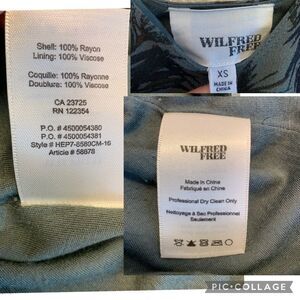 Shell: 100% Rayon
Lining: 100% Viscose
Coquille: 100% Rayonne
Doublure: 100% Viscose
CA 23725
RN 122354
P.O. # 4500054380
P.O. # 4500054381
Style # HEP7-8580CM-16
Article # 58878
WILFRED
FREE
XS
MADE IN
CHINA
WILFRED
FREE
Made in China
Fabriqué en Chine
Professional Dry Clean Only
Nettoyage à Sec Professionnel
Seulement
PIC•COLLAGE